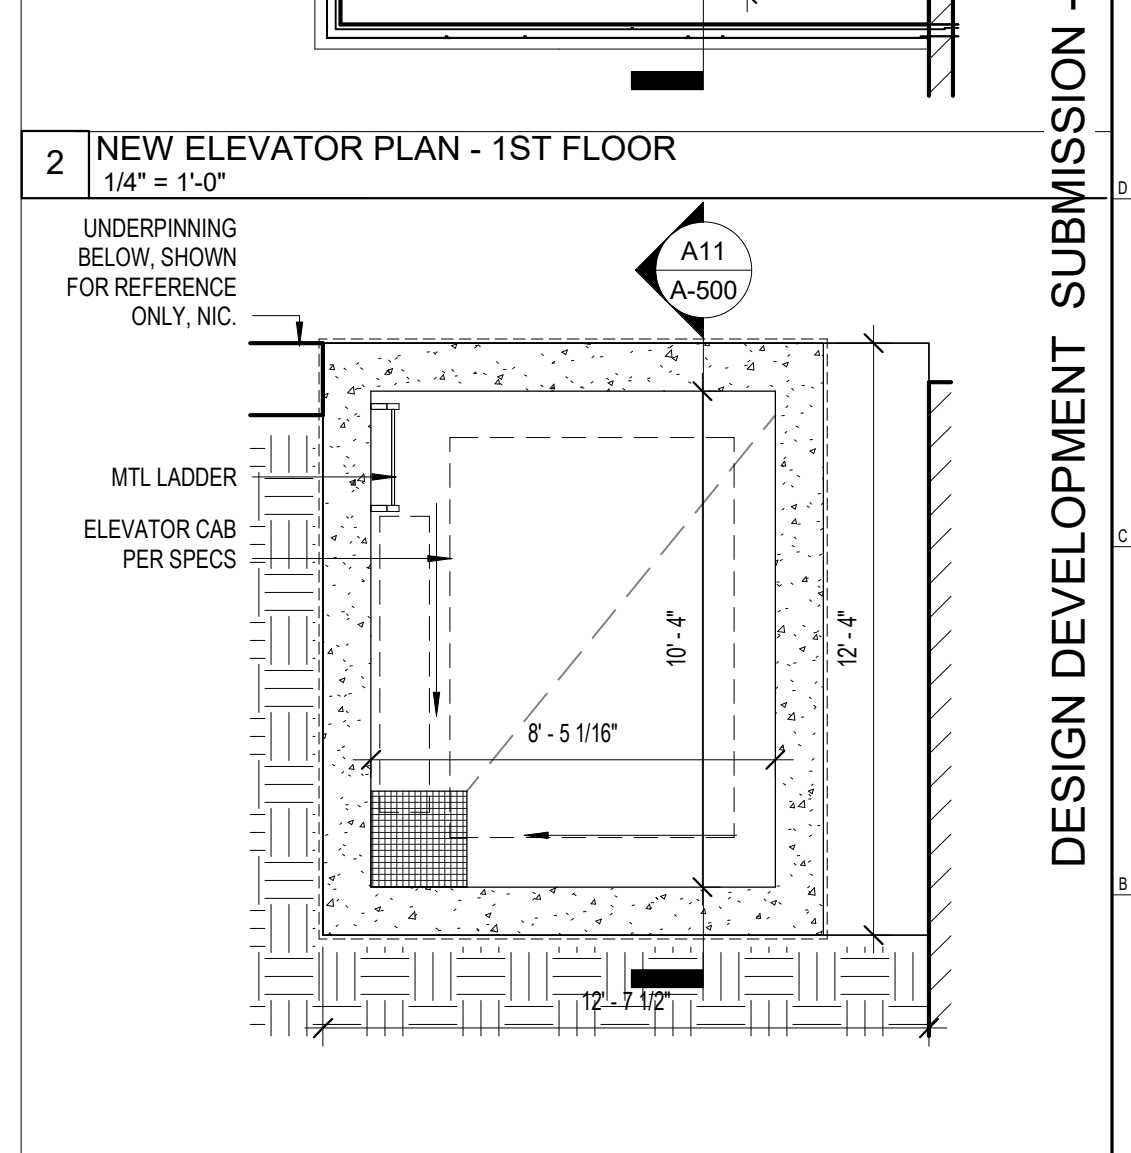 2
NEW ELEVATOR PLAN - 1ST FLOOR
1/4" = 1'-0"
UNDERPINNING
BELOW, SHOWN
FOR REFERENCE
ONLY, NIC.
A11
A-500
MTL LADDER
ELEVATOR CAB
PER SPECS
10' - 4"
12' - 4"
8' - 5 1/16"
12' - 7 1/2"
DESIGN DEVELOPMENT SUBMISSION -
D
C
B